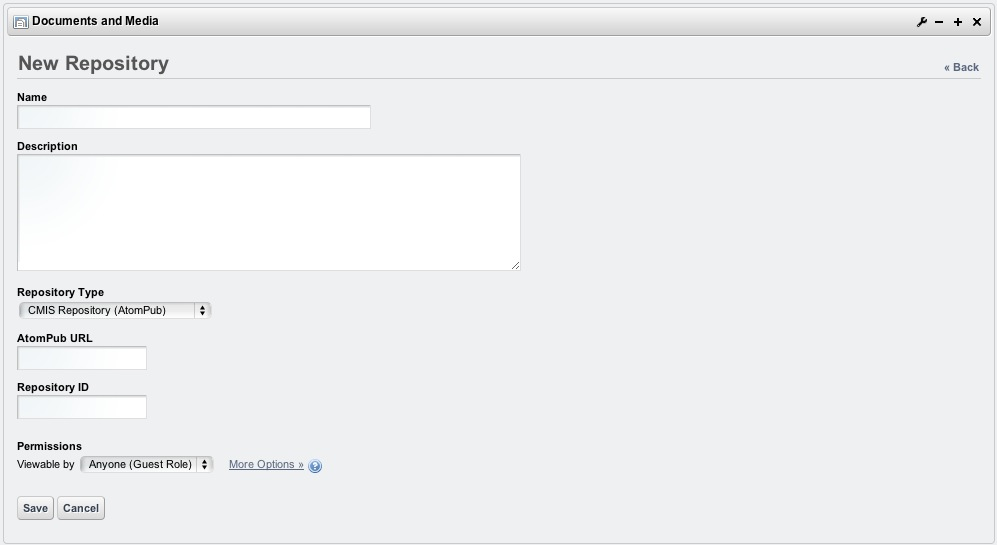 Documents and Media
New Repository
« Back
Name
Description
Repository Type
CMIS Repository (AtomPub)
AtomPub URL
Repository ID
Permissions
Viewable by Anyone (Guest Role) More Options » ?
Save Cancel